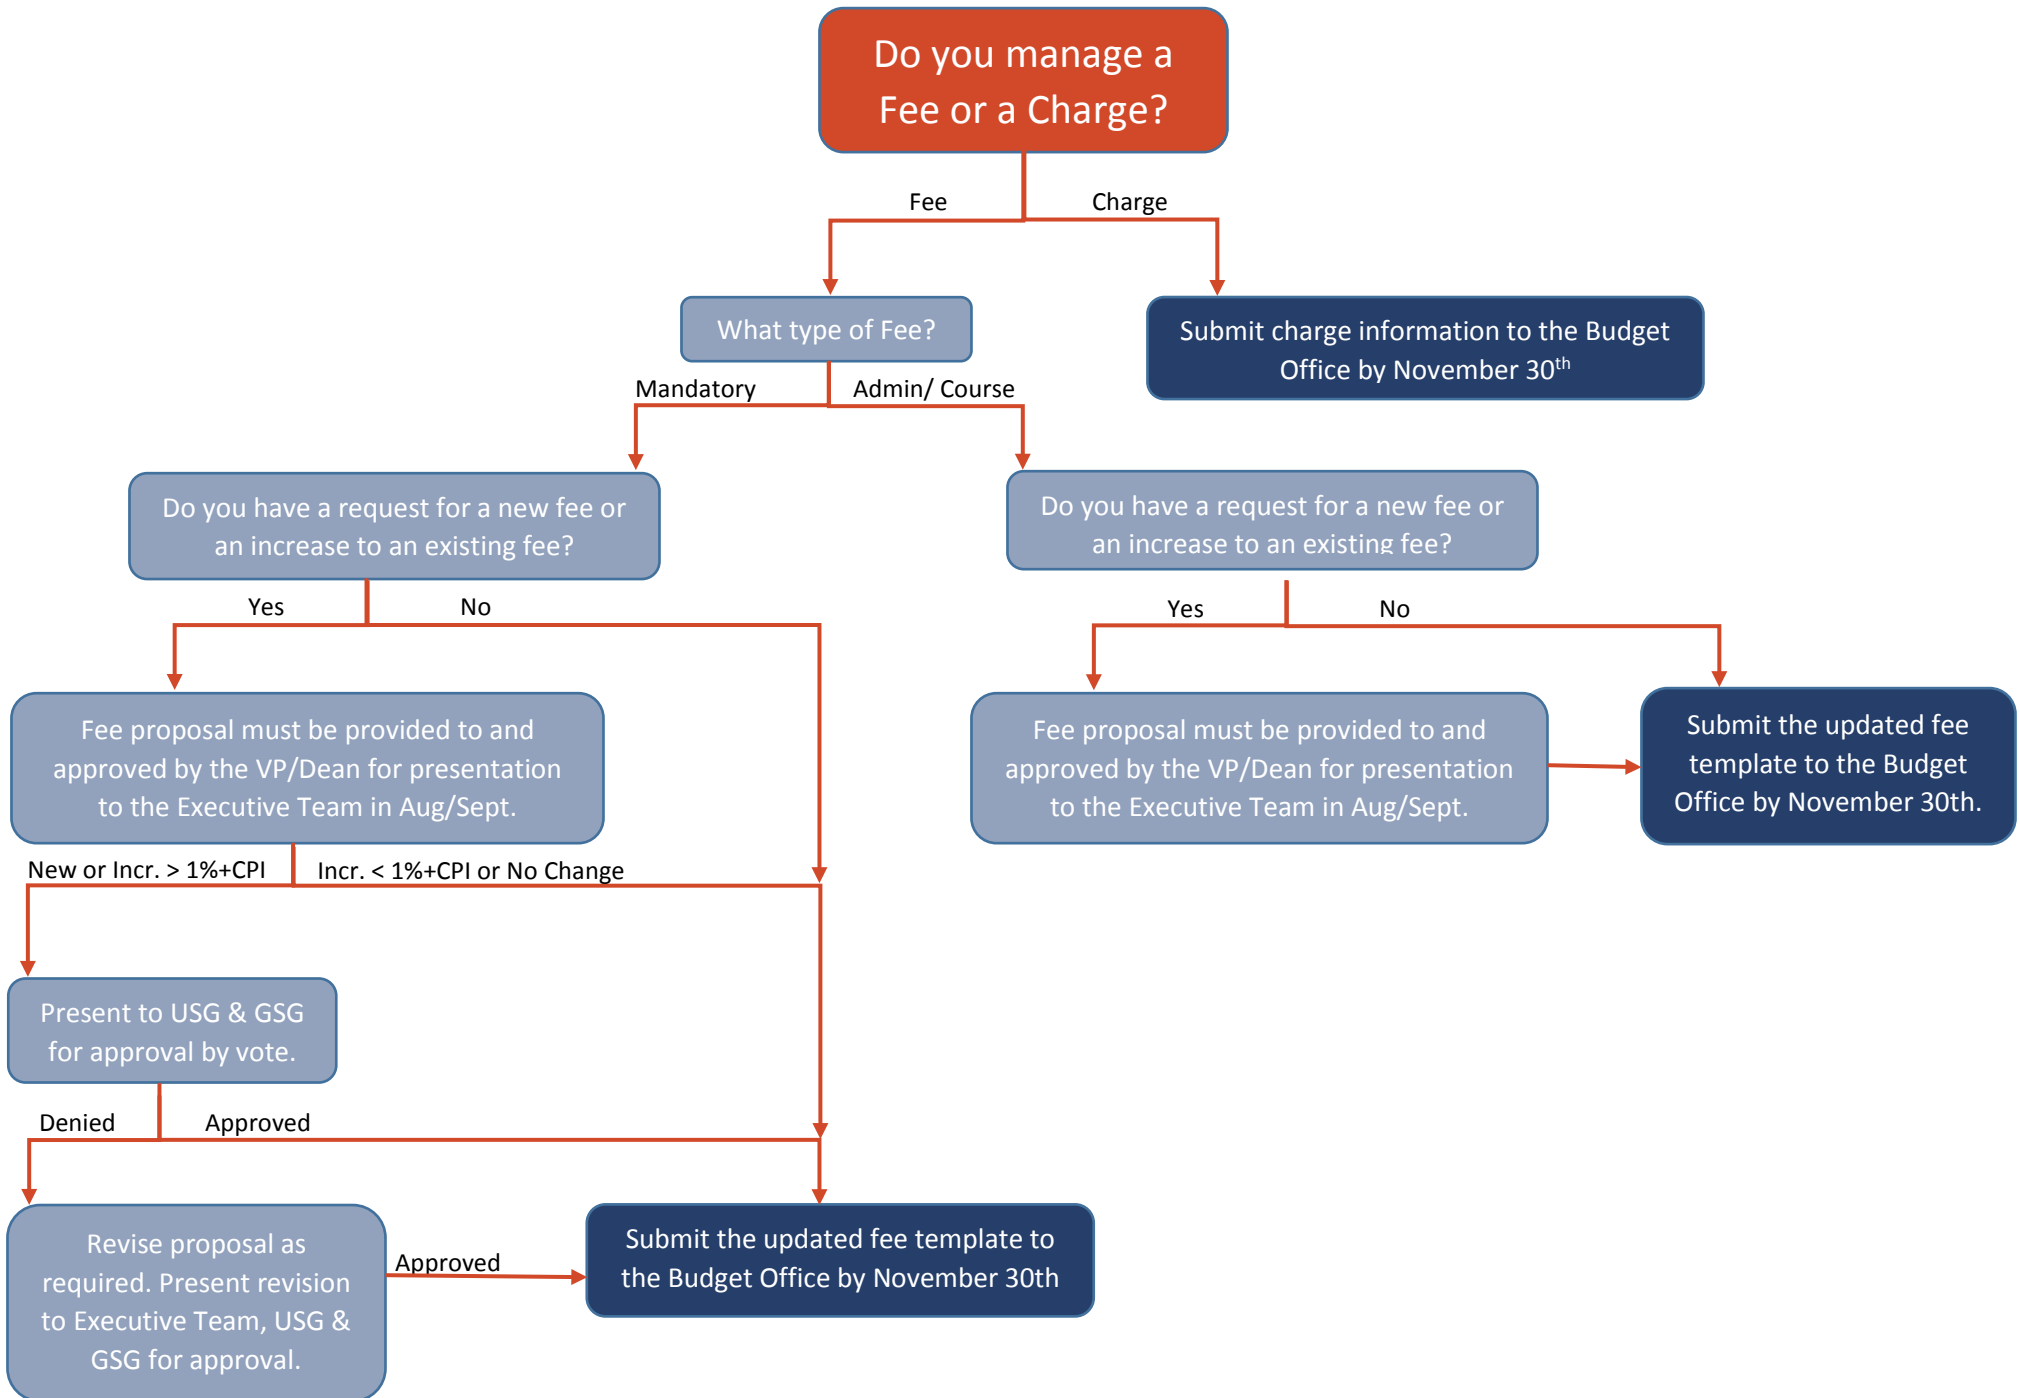 Do you manage a
Fee or a Charge?
Fee
Charge
What type of Fee?
Submit charge information to the Budget
Office by November 30th
Mandatory
Admin/ Course
Do you have a request for a new fee or
an increase to an existing fee?
Do you have a request for a new fee or
an increase to an existing fee?
Yes
No
Yes
No
Fee proposal must be provided to and
approved by the VP/Dean for presentation
to the Executive Team in Aug/Sept.
Fee proposal must be provided to and
approved by the VP/Dean for presentation
to the Executive Team in Aug/Sept.
Submit the updated fee
template to the Budget
Office by November 30th.
New or Incr. > 1%+CPI
Incr. < 1%+CPI or No Change
Present to USG & GSG
for approval by vote.
Denied
Approved
Revise proposal as
required. Present revision
to Executive Team, USG &
GSG for approval.
Approved
Submit the updated fee template to
the Budget Office by November 30th